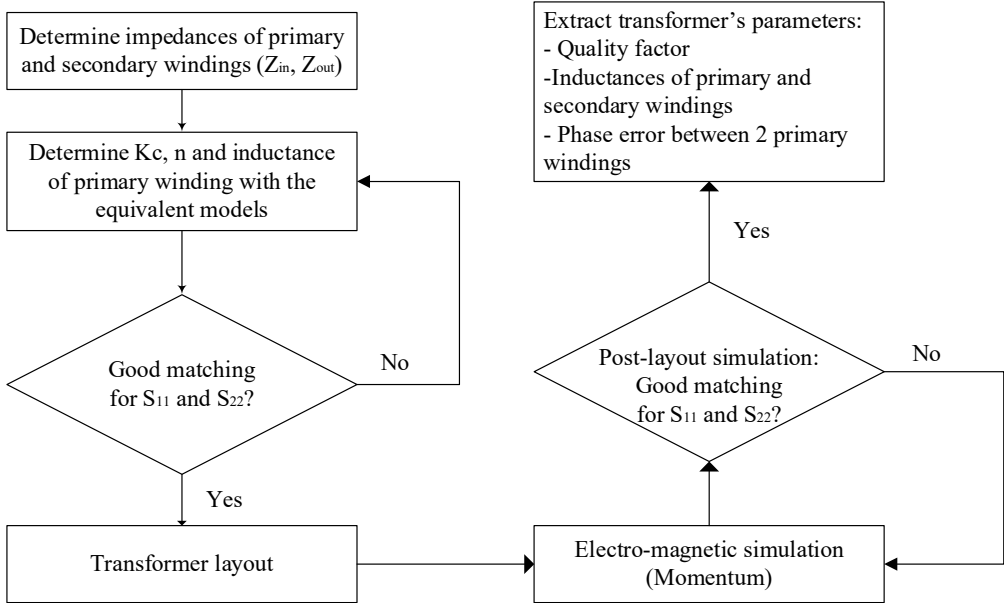 Determine impedances of primary
and secondary windings (Zin, Zout)
Determine Kc, n and inductance
of primary winding with the
equivalent models
Good matching
for S11 and S22?
No
Yes
Transformer layout
Electro-magnetic simulation
(Momentum)
Post-layout simulation:
Good matching
for S11 and S22?
No
Yes
Extract transformer’s parameters:
- Quality factor
-Inductances of primary and
secondary windings
- Phase error between 2 primary
windings